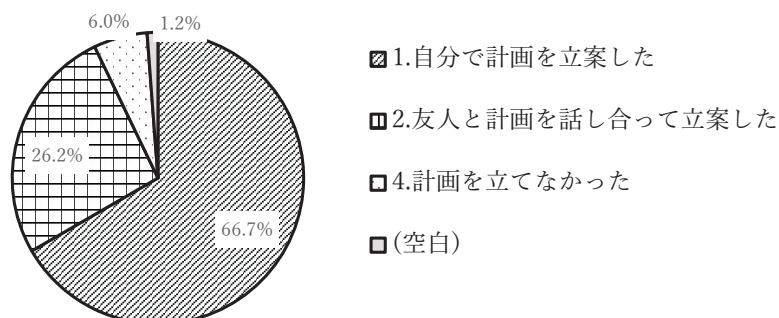 6.0%
1.2%
26.2%
66.7%
1.自分で計画を立案した
2.友人と計画を話し合って立案した
4.計画を立てなかった
(空白)